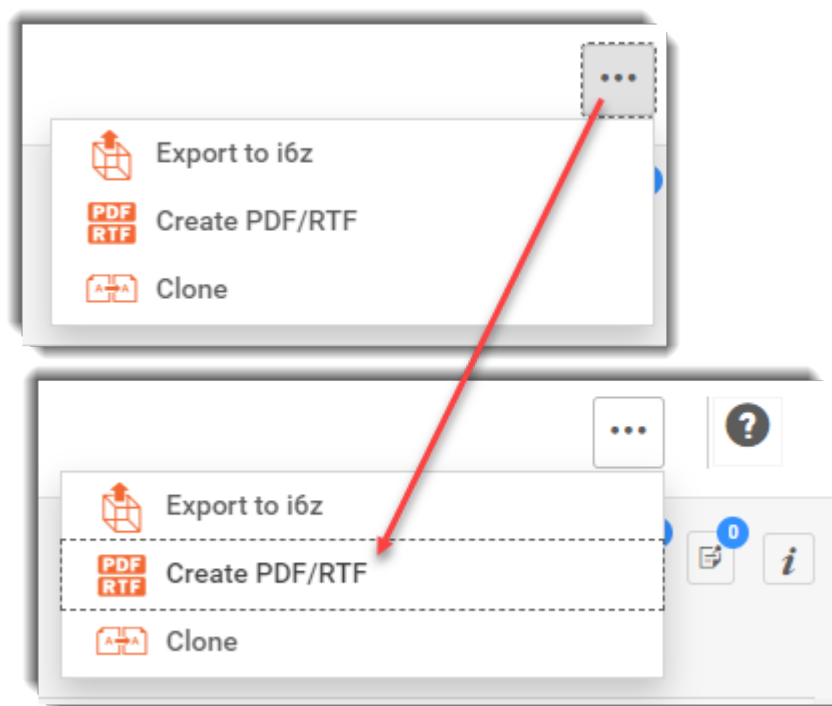 •••
Export to i6z
PDF
RTF
Create PDF/RTF
A A
Clone
•••
?
Export to i6z
PDF
RTF
Create PDF/RTF
0
i
A A
Clone